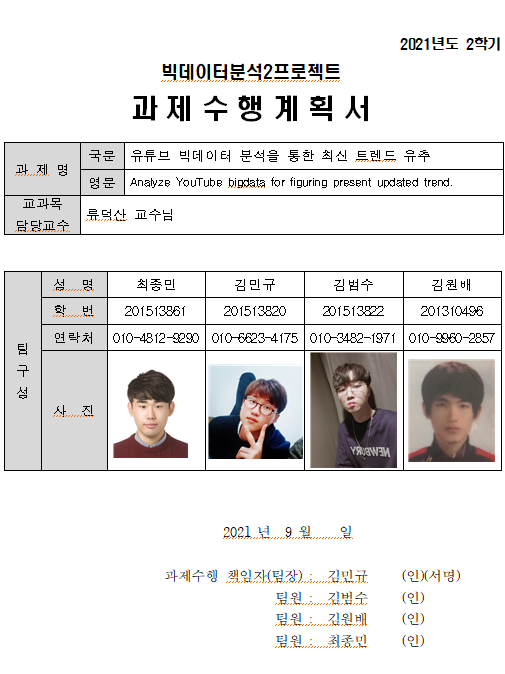 2021년도 2학기
빅데이터분석2프로젝트
과 제 수 행 계 획 서
과 제 명
국문 유튜브 빅데이터 분석을 통한 최신 트렌드 유추
영문 Analyze YouTube bigdata for figuring present updated trend.
교과목
담당교수
류덕산 교수님
팀
구
성
성 명 최종민 김민규 김범수 김원배
학 번 201513861 201513820 201513822 201310496
연락처 010-4812-9290 010-6623-4175 010-3482-1971 010-9960-2857
사 진
2021 년 9 월 일
과제수행 책임자(팀장) : 김민규 (인)(서명)
팀원 : 김범수 (인)
팀원 : 김원배 (인)
팀원 : 최종민 (인)